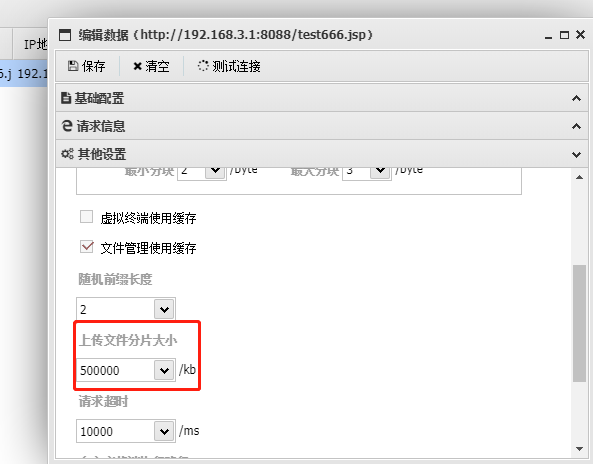 编辑数据（http://192.168.3.1:8088/test666.jsp）
IP地
保存 清空 测试连接
6.j 192.1
基础配置
请求信息
其他设置
最小分块 2 /byte 最大分块 3 /byte
虚拟终端使用缓存
文件管理使用缓存
随机前缀长度
2
上传文件分片大小
500000 /kb
请求超时
10000 /ms